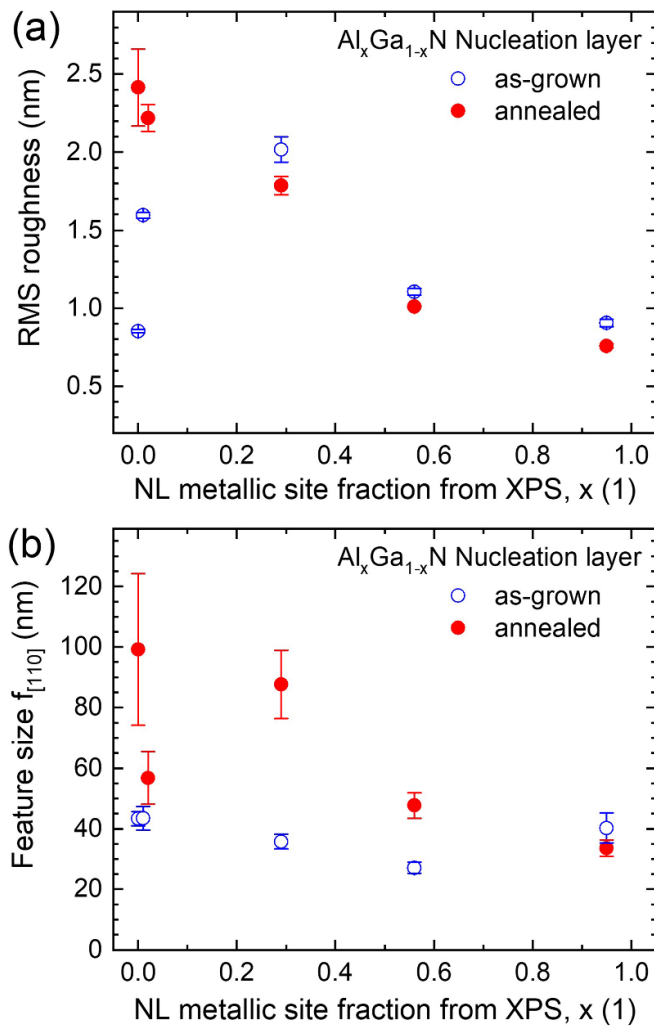 (a)
AlxGa1-xN Nucleation layer
as-grown
annealed
2.5
2.0
1.5
1.0
0.5
RMS roughness (nm)
0.0 0.2 0.4 0.6 0.8 1.0
NL metallic site fraction from XPS, x (1)
(b)
AlxGa1-xN Nucleation layer
as-grown
annealed
120
100
80
60
40
20
0
Feature size f[110] (nm)
0.0 0.2 0.4 0.6 0.8 1.0
NL metallic site fraction from XPS, x (1)